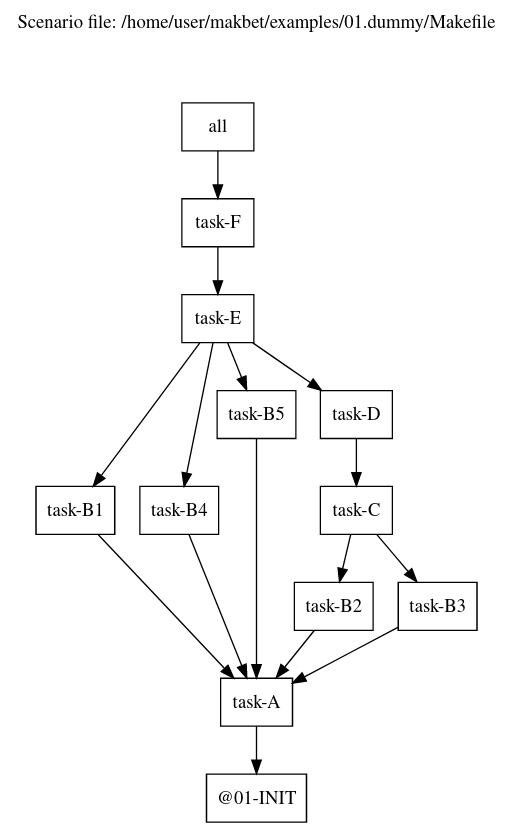 Scenario file: /home/user/makbet/examples/01.dummy/Makefile
all
task-F
task-E
task-B5
task-D
task-B1
task-B4
task-C
task-B2
task-B3
task-A
@01-INIT